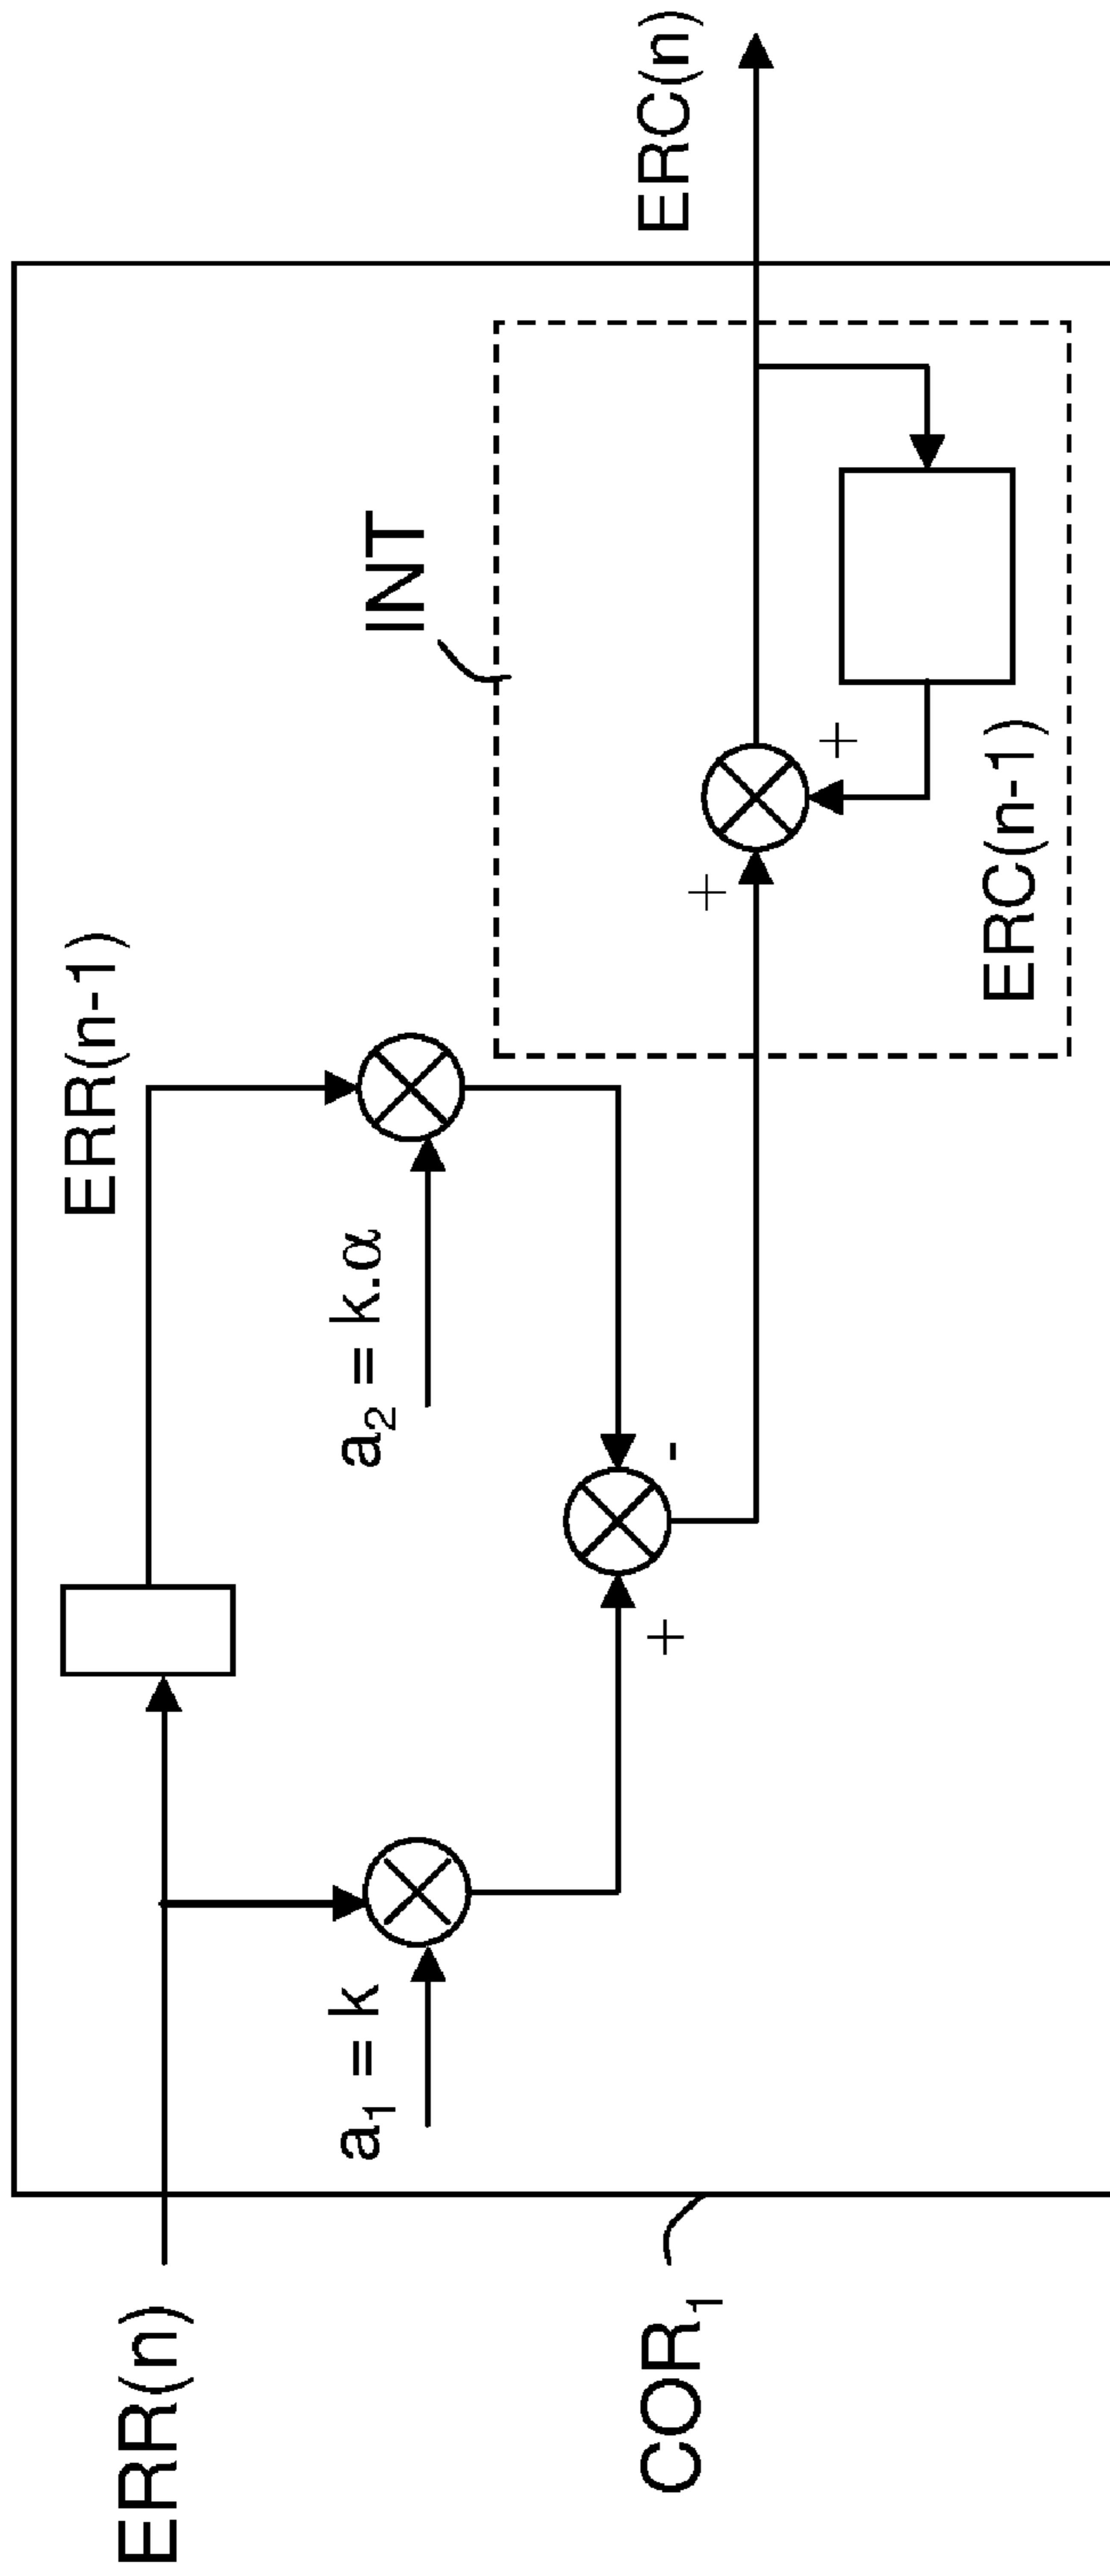 ERR(n)
COR₁
a₁ = k
+
-
a₂ = k.α
ERR(n-1)
INT
+
+
ERC(n-1)
ERC(n)